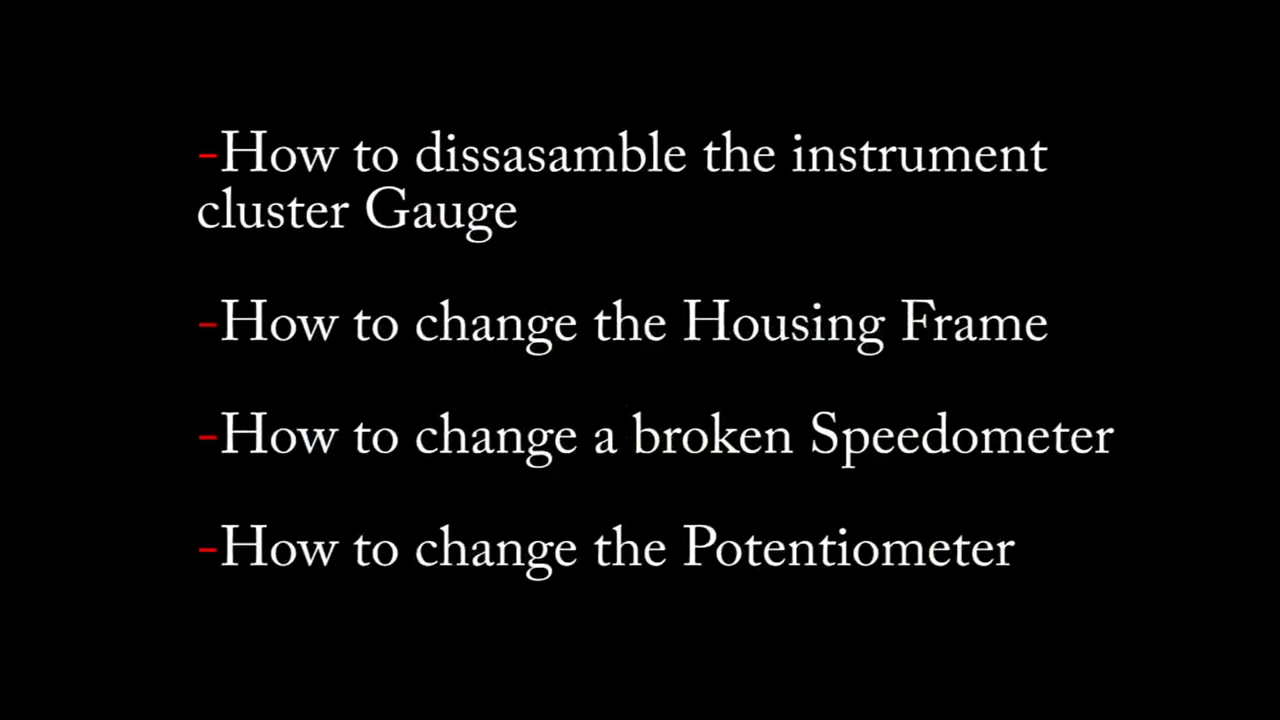 -How to dissasamble the instrument
cluster Gauge
-How to change the Housing Frame
-How to change a broken Speedometer
-How to change the Potentiometer